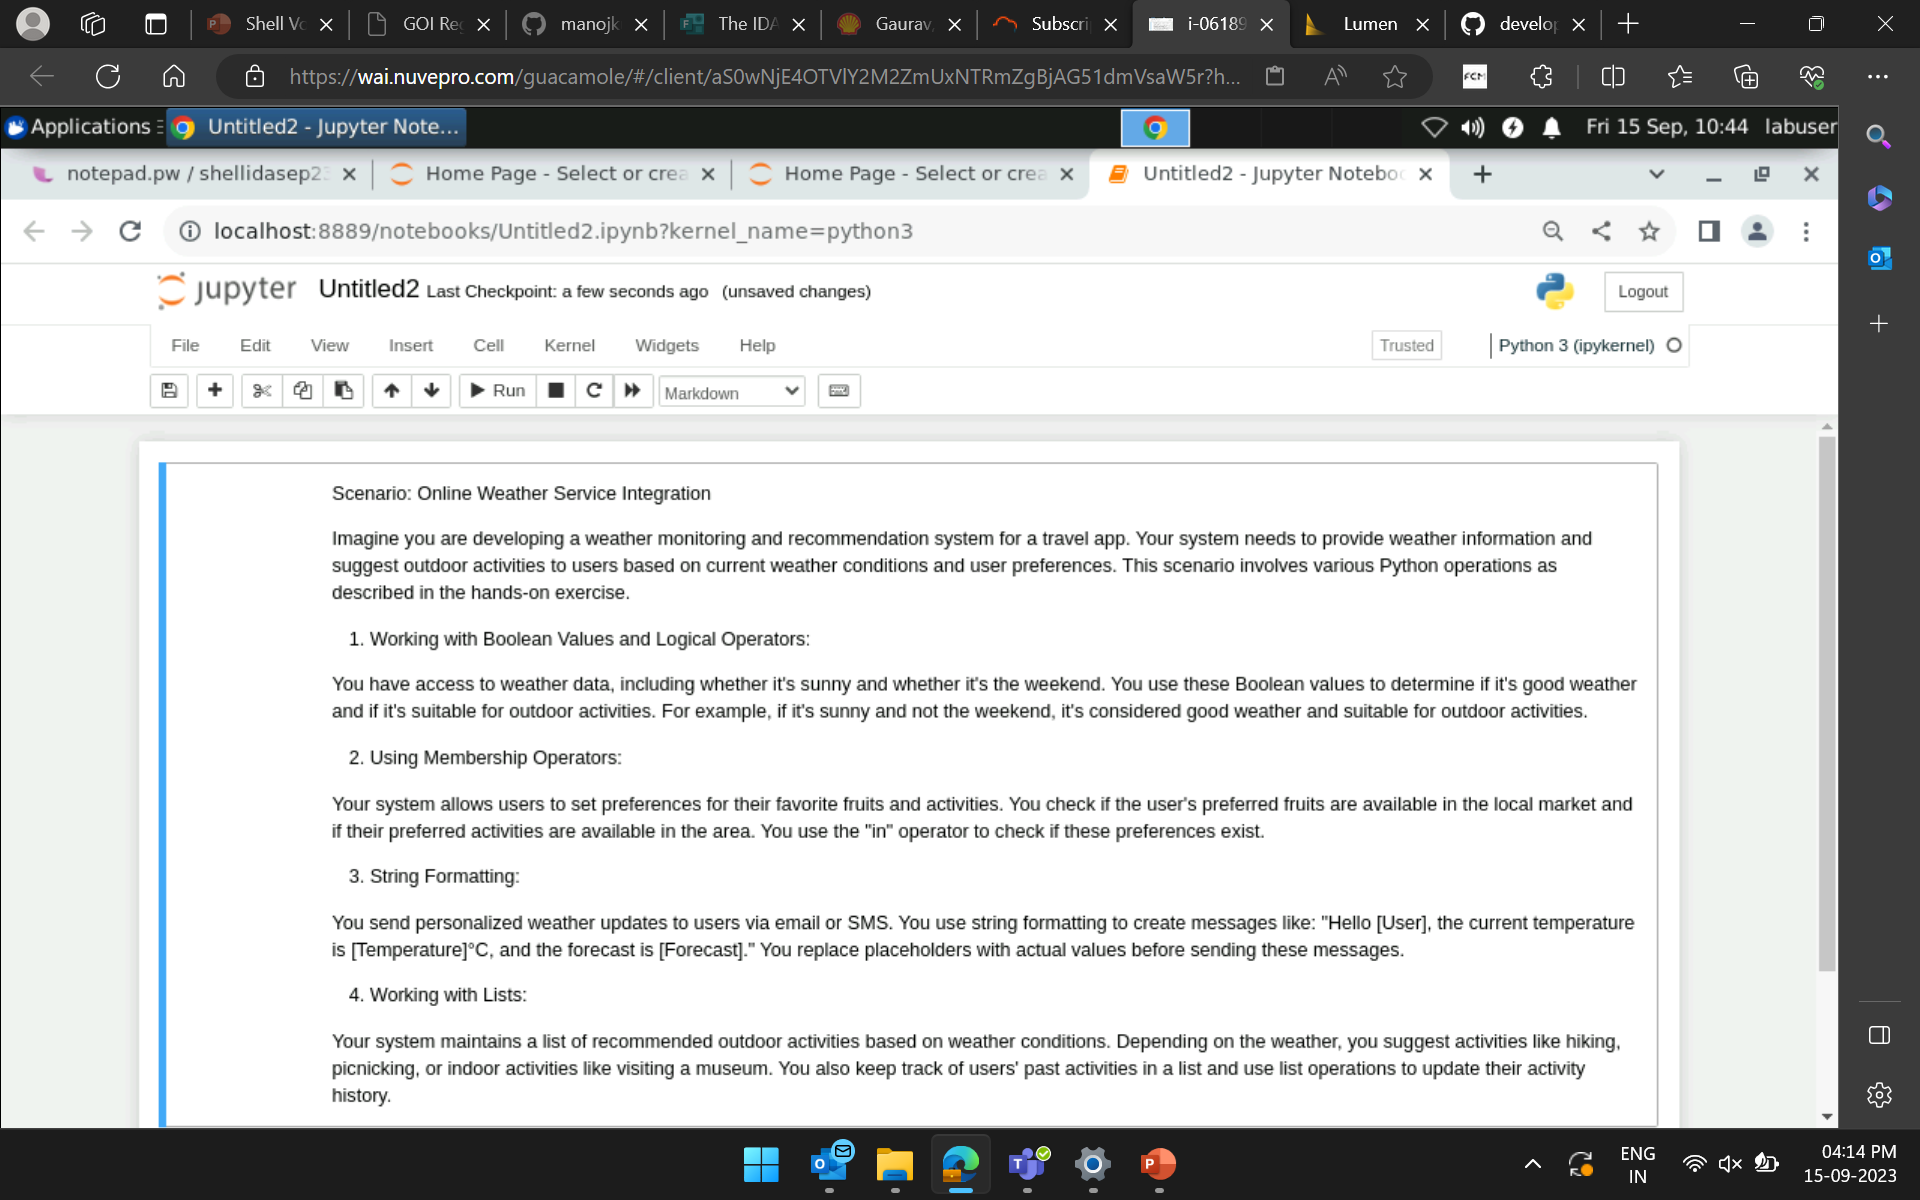 Shell Vo
GOI Re
manojk
The IDA
Gaurav,
Subscri
i-06189
Lumen
develop
https://wai.nuvepro.com/guacamole/#/client/
Applications
Untitled2 - Jupyter Note...
Fri 15 Sep, 10:44 labuser
notepad.pw / shellidasep23
Home Page - Select or crea
Home Page - Select or crea
Untitled2 - Jupyter Noteboo
localhost:8889/notebooks/Untitled2.ipynb?kernel_name=python3
jupyter Untitled2 Last Checkpoint: a few seconds ago (unsaved changes)
Logout
File Edit View Insert Cell Kernel Widgets Help
Trusted
Python 3 (ipykernel)
Run
Markdown
Scenario: Online Weather Service Integration
Imagine you are developing a weather monitoring and recommendation system for a travel app. Your system needs to provide weather information and
suggest outdoor activities to users based on current weather conditions and user preferences. This scenario involves various Python operations as
described in the hands-on exercise.
1. Working with Boolean Values and Logical Operators:
You have access to weather data, including whether it's sunny and whether it's the weekend. You use these Boolean values to determine if it's good weather
and if it's suitable for outdoor activities. For example, if it's sunny and not the weekend, it's considered good weather and suitable for outdoor activities.
2. Using Membership Operators:
Your system allows users to set preferences for their favorite fruits and activities. You check if the user's preferred fruits are available in the local market and
if their preferred activities are available in the area. You use the "in" operator to check if these preferences exist.
3. String Formatting:
You send personalized weather updates to users via email or SMS. You use string formatting to create messages like: "Hello [User], the current temperature
is [Temperature]°C, and the forecast is [Forecast]." You replace placeholders with actual values before sending these messages.
4. Working with Lists:
Your system maintains a list of recommended outdoor activities based on weather conditions. Depending on the weather, you suggest activities like hiking,
picnicking, or indoor activities like visiting a museum. You also keep track of users' past activities in a list and use list operations to update their activity
history.
ENG
IN
04:14 PM
15-09-2023